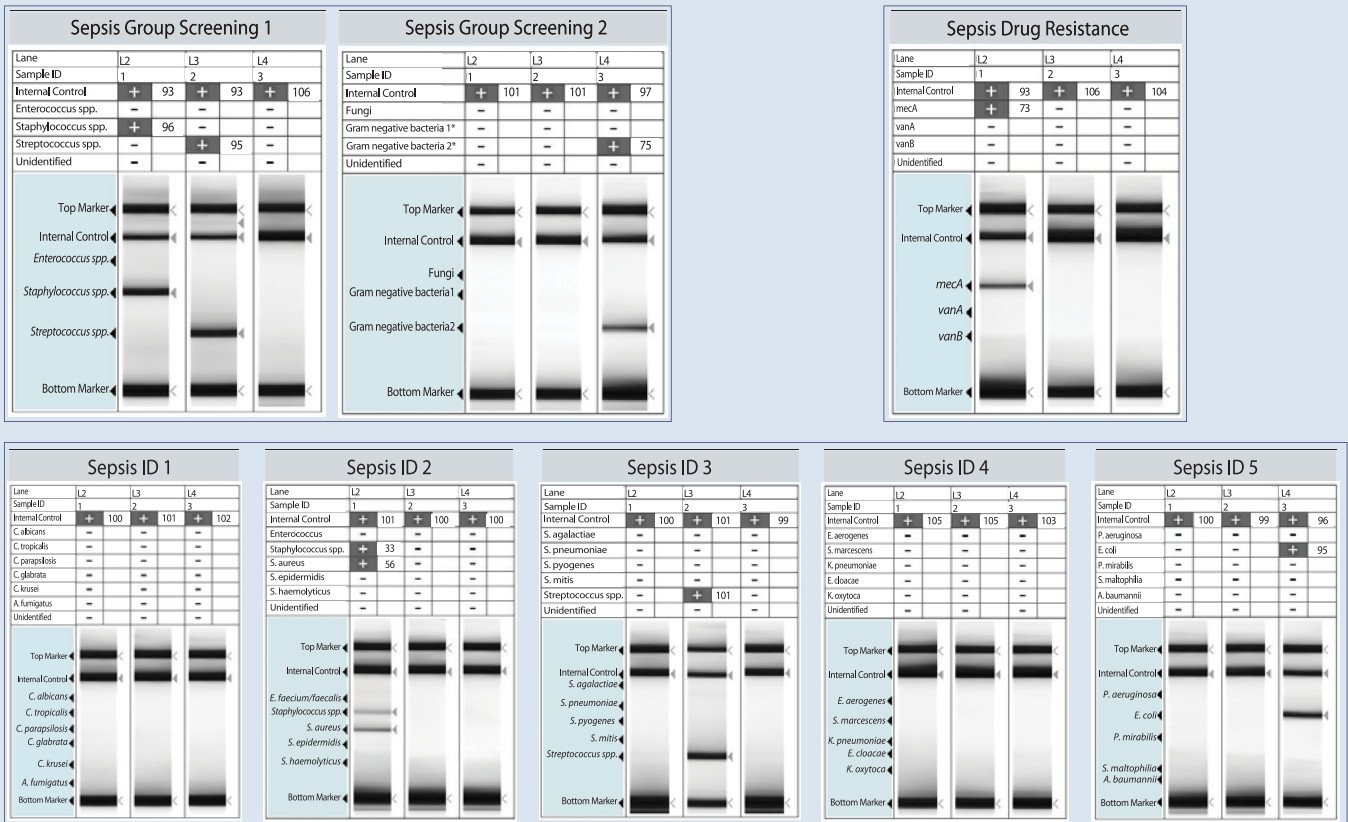 Sepsis Group Screening 1
Lane L2 L3 L4
Sample ID 1 2 3
Internal Control + 93 + 93 + 106
Enterococcus spp. - - -
Staphylococcus spp. + 96 - -
Streptococcus spp. - + 95 -
Unidentified - - -
Top Marker
Internal Control
Enterococcus spp.
Staphylococcus spp.
Streptococcus spp.
Bottom Marker
Sepsis Group Screening 2
Lane L2 L3 L4
Sample ID 1 2 3
Internal Control + 101 + 101 + 97
Fungi - - -
Gram negative bacteria 1* - - -
Gram negative bacteria 2* - - + 75
Unidentified - - -
Top Marker
Internal Control
Fungi
Gram negative bacteria1
Gram negative bacteria2
Bottom Marker
Sepsis Drug Resistance
Lane L2 L3 L4
Sample ID 1 2 3
Internal Control + 93 + 106 + 104
mecA + 73 - -
vanA - - -
vanB - - -
Unidentified - - -
Top Marker
Internal Control
mecA
vanA
vanB
Bottom Marker
Sepsis ID 1
Lane L2 L3 L4
Sample ID 1 2 3
Internal Control + 100 + 101 + 102
C. albicans - - -
C. tropicalis - - -
C. parapsilosis - - -
C. glabrata - - -
C. krusei - - -
A. fumigatus - - -
Unidentified - - -
Top Marker
Internal Control
C. albicans
C. tropicalis
C. parapsilosis
C. glabrata
C. krusei
A. fumigatus
Bottom Marker
Sepsis ID 2
Lane L2 L3 L4
Sample ID 1 2 3
Internal Control + 101 + 100 + 100
Enterococcus - - -
Staphylococcus spp. + 33 - -
S. aureus + 56 - -
S. epidermidis - - -
S. haemolyticus - - -
Unidentified - - -
Top Marker
Internal Control
E. faecium/faecalis
Staphylococcus spp.
S. aureus
S. epidermidis
S. haemolyticus
Bottom Marker
Sepsis ID 3
Lane L2 L3 L4
Sample ID 1 2 3
Internal Control + 100 + 101 + 99
S. agalactiae - - -
S. pneumoniae - - -
S. pyogenes - - -
S. mitis - - -
Streptococcus spp. - + 101 -
Unidentified - - -
Top Marker
Internal Control
S. agalactiae
S. pneumoniae
S. pyogenes
S. mitis
Streptococcus spp.
Bottom Marker
Sepsis ID 4
Lane L2 L3 L4
Sample ID 1 2 3
Internal Control + 105 + 105 + 103
E. aerogenes - - -
S. marcescens - - -
K. pneumoniae - - -
E. cloacae - - -
K. oxytoca - - -
Unidentified - - -
Top Marker
Internal Control
E. aerogenes
S. marcescens
K. pneumoniae
E. cloacae
K. oxytoca
Bottom Marker
Sepsis ID 5
Lane L2 L3 L4
Sample ID 1 2 3
Internal Control + 100 + 99 + 96
P. aeruginosa - - -
E. coli - - + 95
P. mirabilis - - -
S. maltophilia - - -
A. baumannii - - -
Unidentified - - -
Top Marker
Internal Control
P. aeruginosa
E. coli
P. mirabilis
S. maltophilia
A. baumannii
Bottom Marker